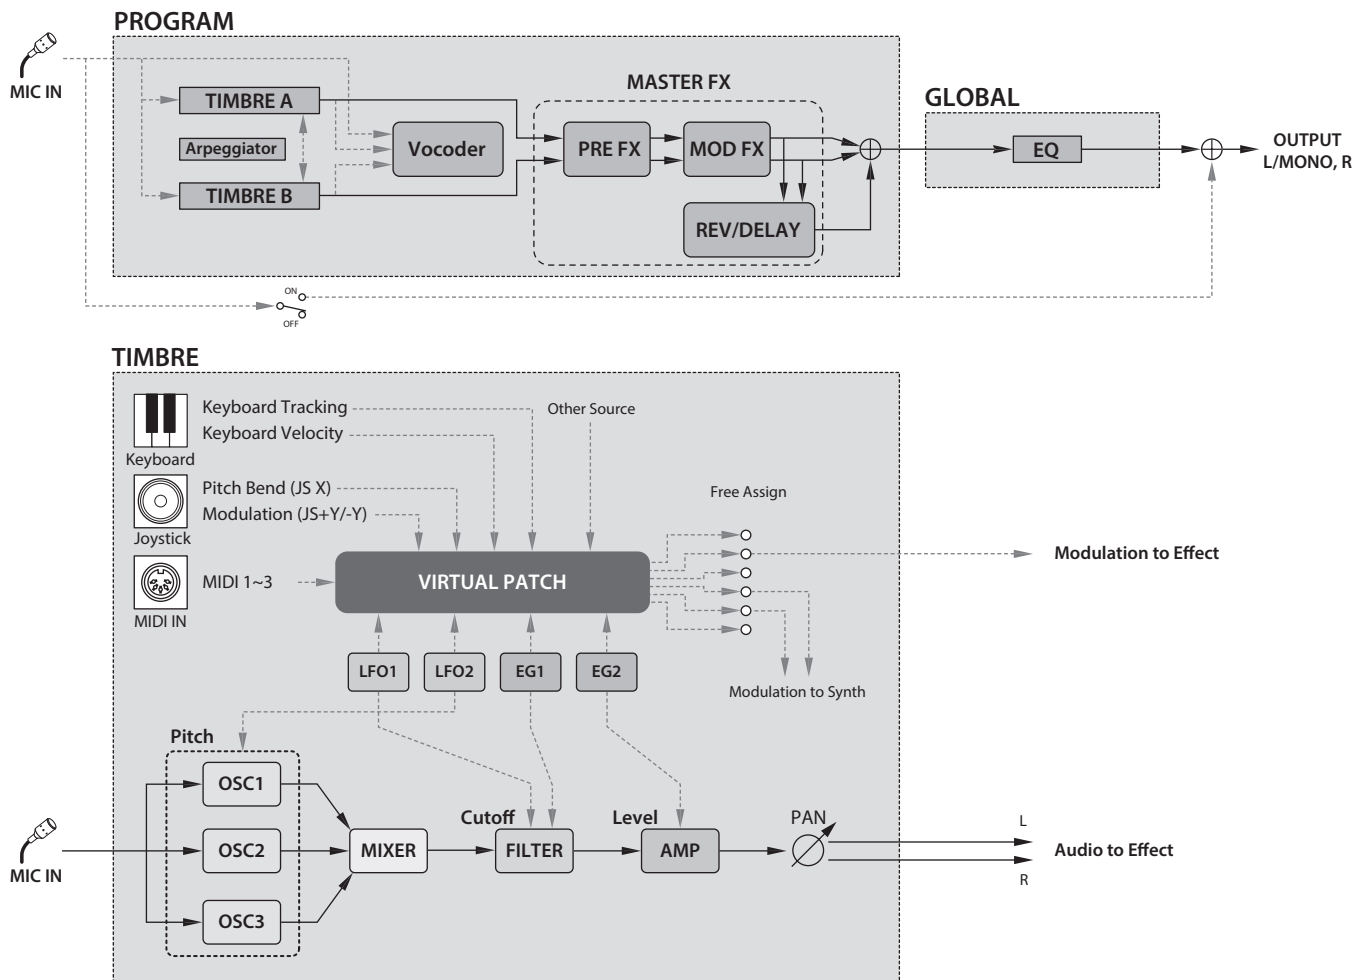 PROGRAM
MIC IN
TIMBRE A
Arpeggiator
TIMBRE B
Vocoder
MASTER FX
PRE FX
MOD FX
REV/DELAY
GLOBAL
EQ
OUTPUT
L/MONO, R
ON
OFF
TIMBRE
Keyboard
Keyboard Tracking
Keyboard Velocity
Other Source
Joystick
Pitch Bend (JS X)
Modulation (JS+Y/-Y)
Free Assign
MIDI IN
MIDI 1~3
VIRTUAL PATCH
Modulation to Effect
LFO1
LFO2
EG1
EG2
Modulation to Synth
Pitch
OSC1
OSC2
OSC3
MIC IN
MIXER
Cutoff
FILTER
Level
AMP
PAN
L
R
Audio to Effect